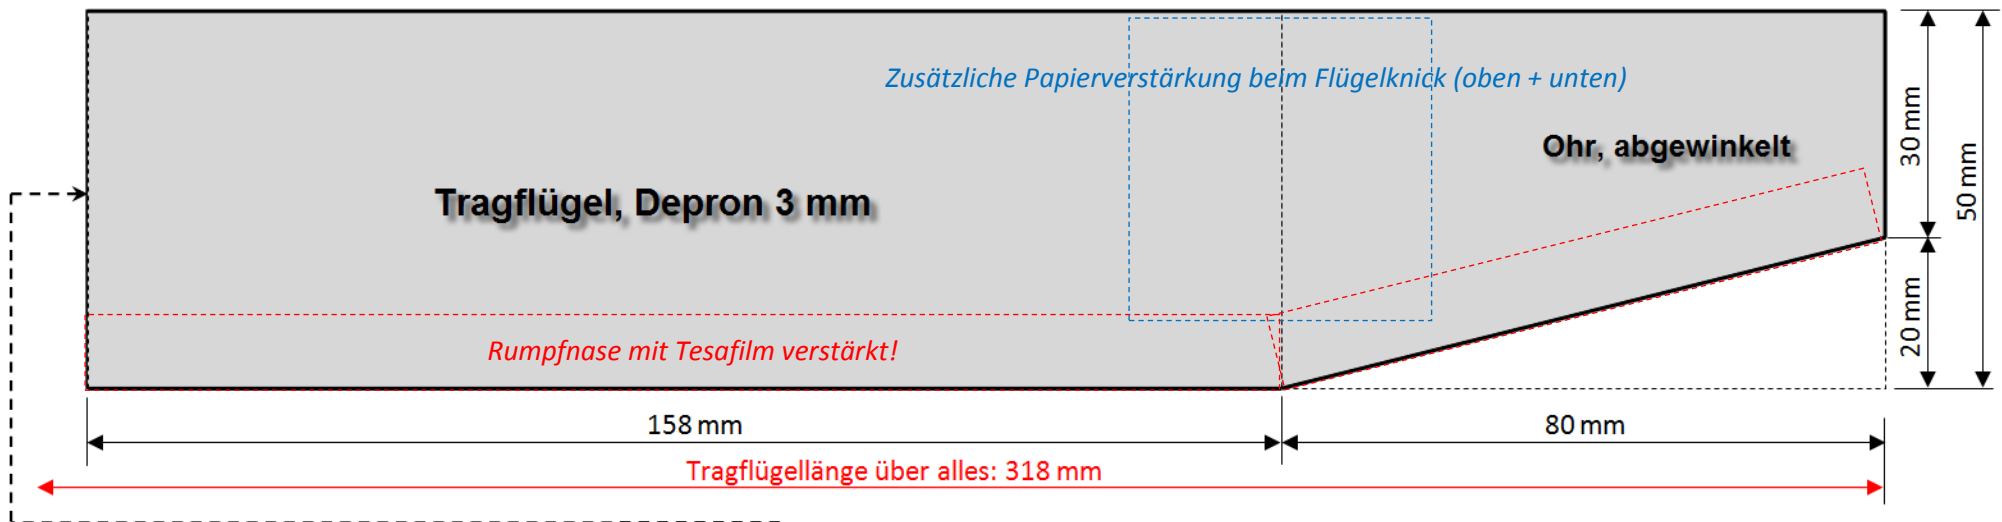 Zusätzliche Papierverstärkung beim Flügelknick (oben + unten)
Ohr, abgewinkelt
30 mm
50 mm
Tragflügel, Depron 3 mm
20 mm
Rumpfnase mit Tesafilm verstärkt!
158 mm
80 mm
Tragflügellänge über alles: 318 mm